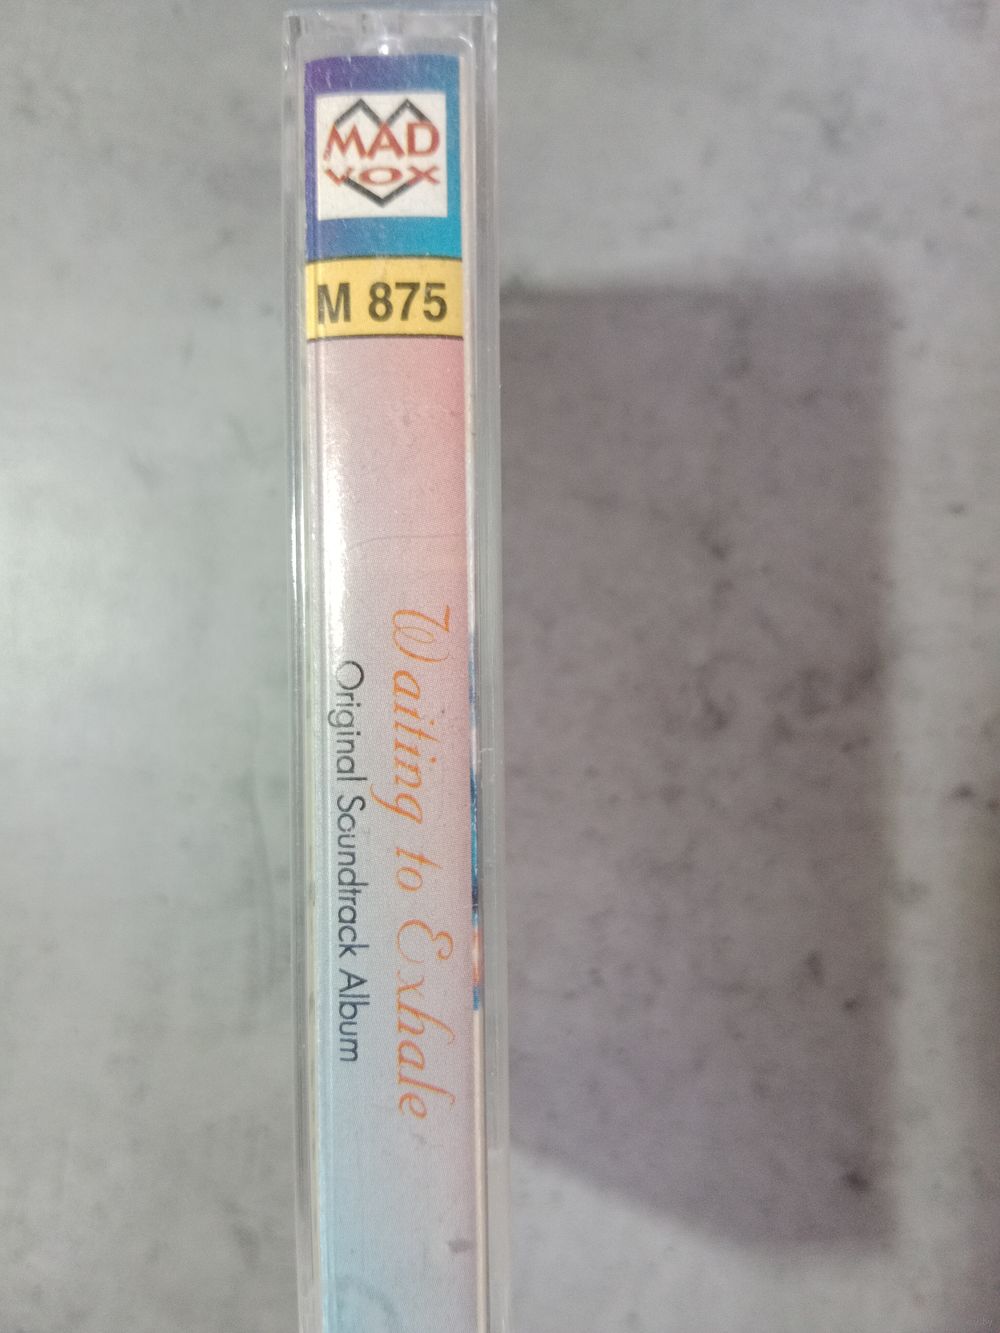 MAD
VOX
M 875
Waiting to Exhale
Original Soundtrack Album